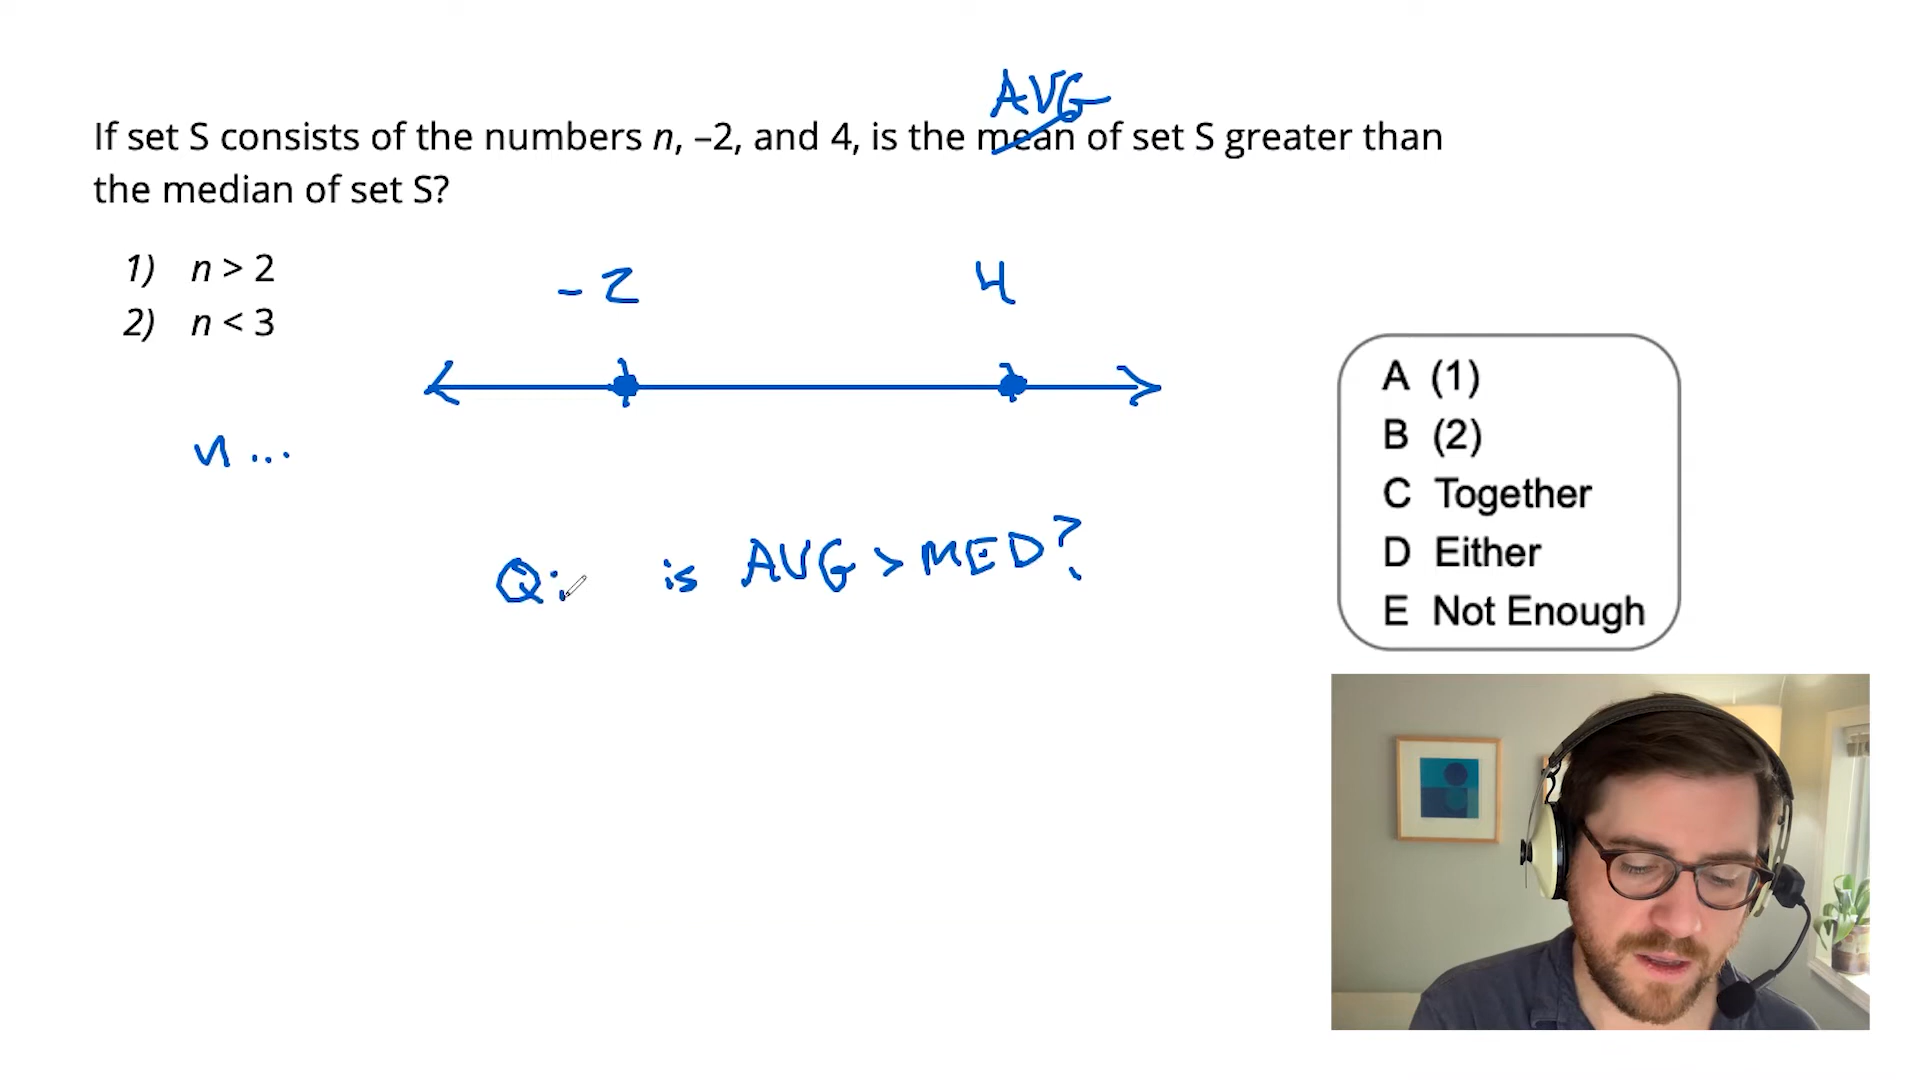 AVG
If set S consists of the numbers n, –2, and 4, is the mean of set S greater than
the median of set S?
1) n > 2
2) n < 3
-2
4
n ...
Q: is AVG > MED?
A (1)
B (2)
C Together
D Either
E Not Enough